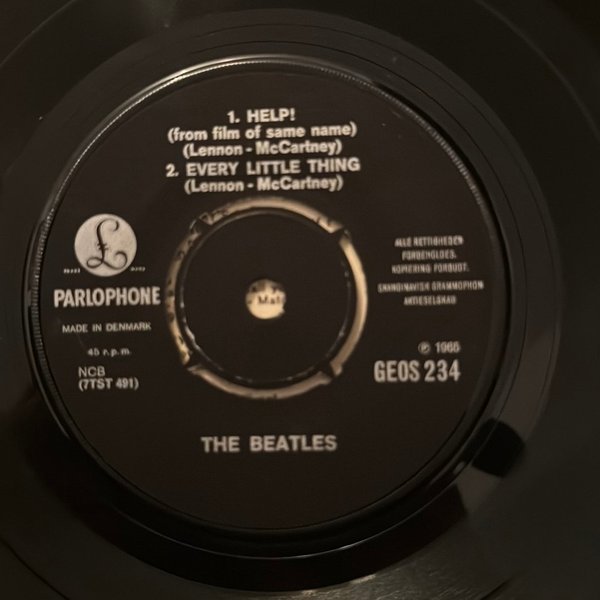 1. HELP!
(from film of same name)
(Lennon - McCartney)
2. EVERY LITTLE THING
(Lennon - McCartney)
£
PARLOPHONE
MADE IN DENMARK
45 r.p.m.
NCB
(7TST 491)
ALLE RETTIGHEDER
FORBEHOLDES.
KOPIERING FORBUDT.
SKANDINAVISK GRAMMOPHON
AKTIESELSKAB
℗ 1965
GEOS 234
THE BEATLES